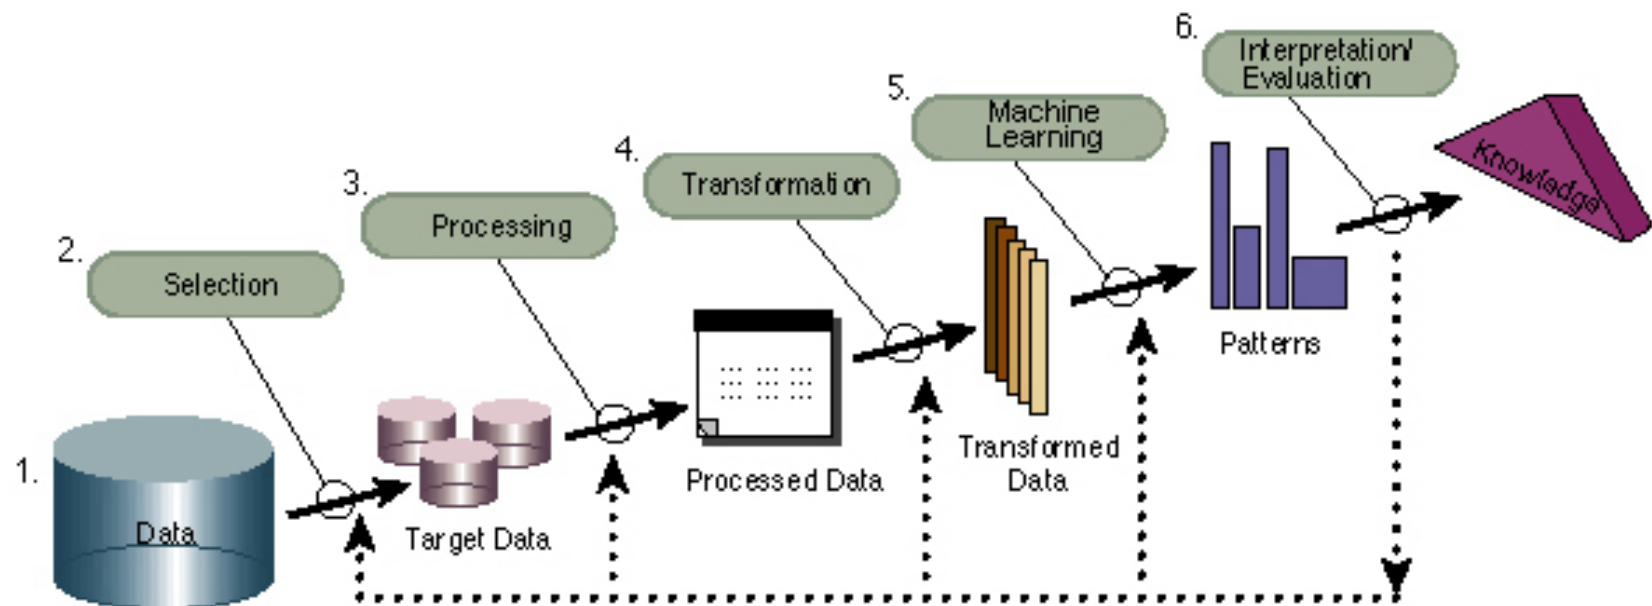 6.
Interpretation/
Evaluation
5.
Machine
Learning
Knowladge
4.
Transformation
3.
Processing
2.
Selection
Patterns
Transformed
Data
Processed Data
1.
Data
Target Data